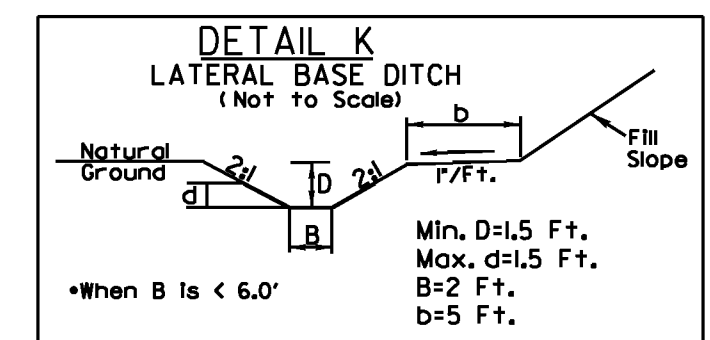 DETAIL K
LATERAL BASE DITCH
(Not to Scale)
b
Natural
Ground
2:1
D
2:1
1"/Ft.
Fill
Slope
d
B
Min. D=1.5 Ft.
Max. d=1.5 Ft.
B=2 Ft.
b=5 Ft.
•When B is < 6.0'